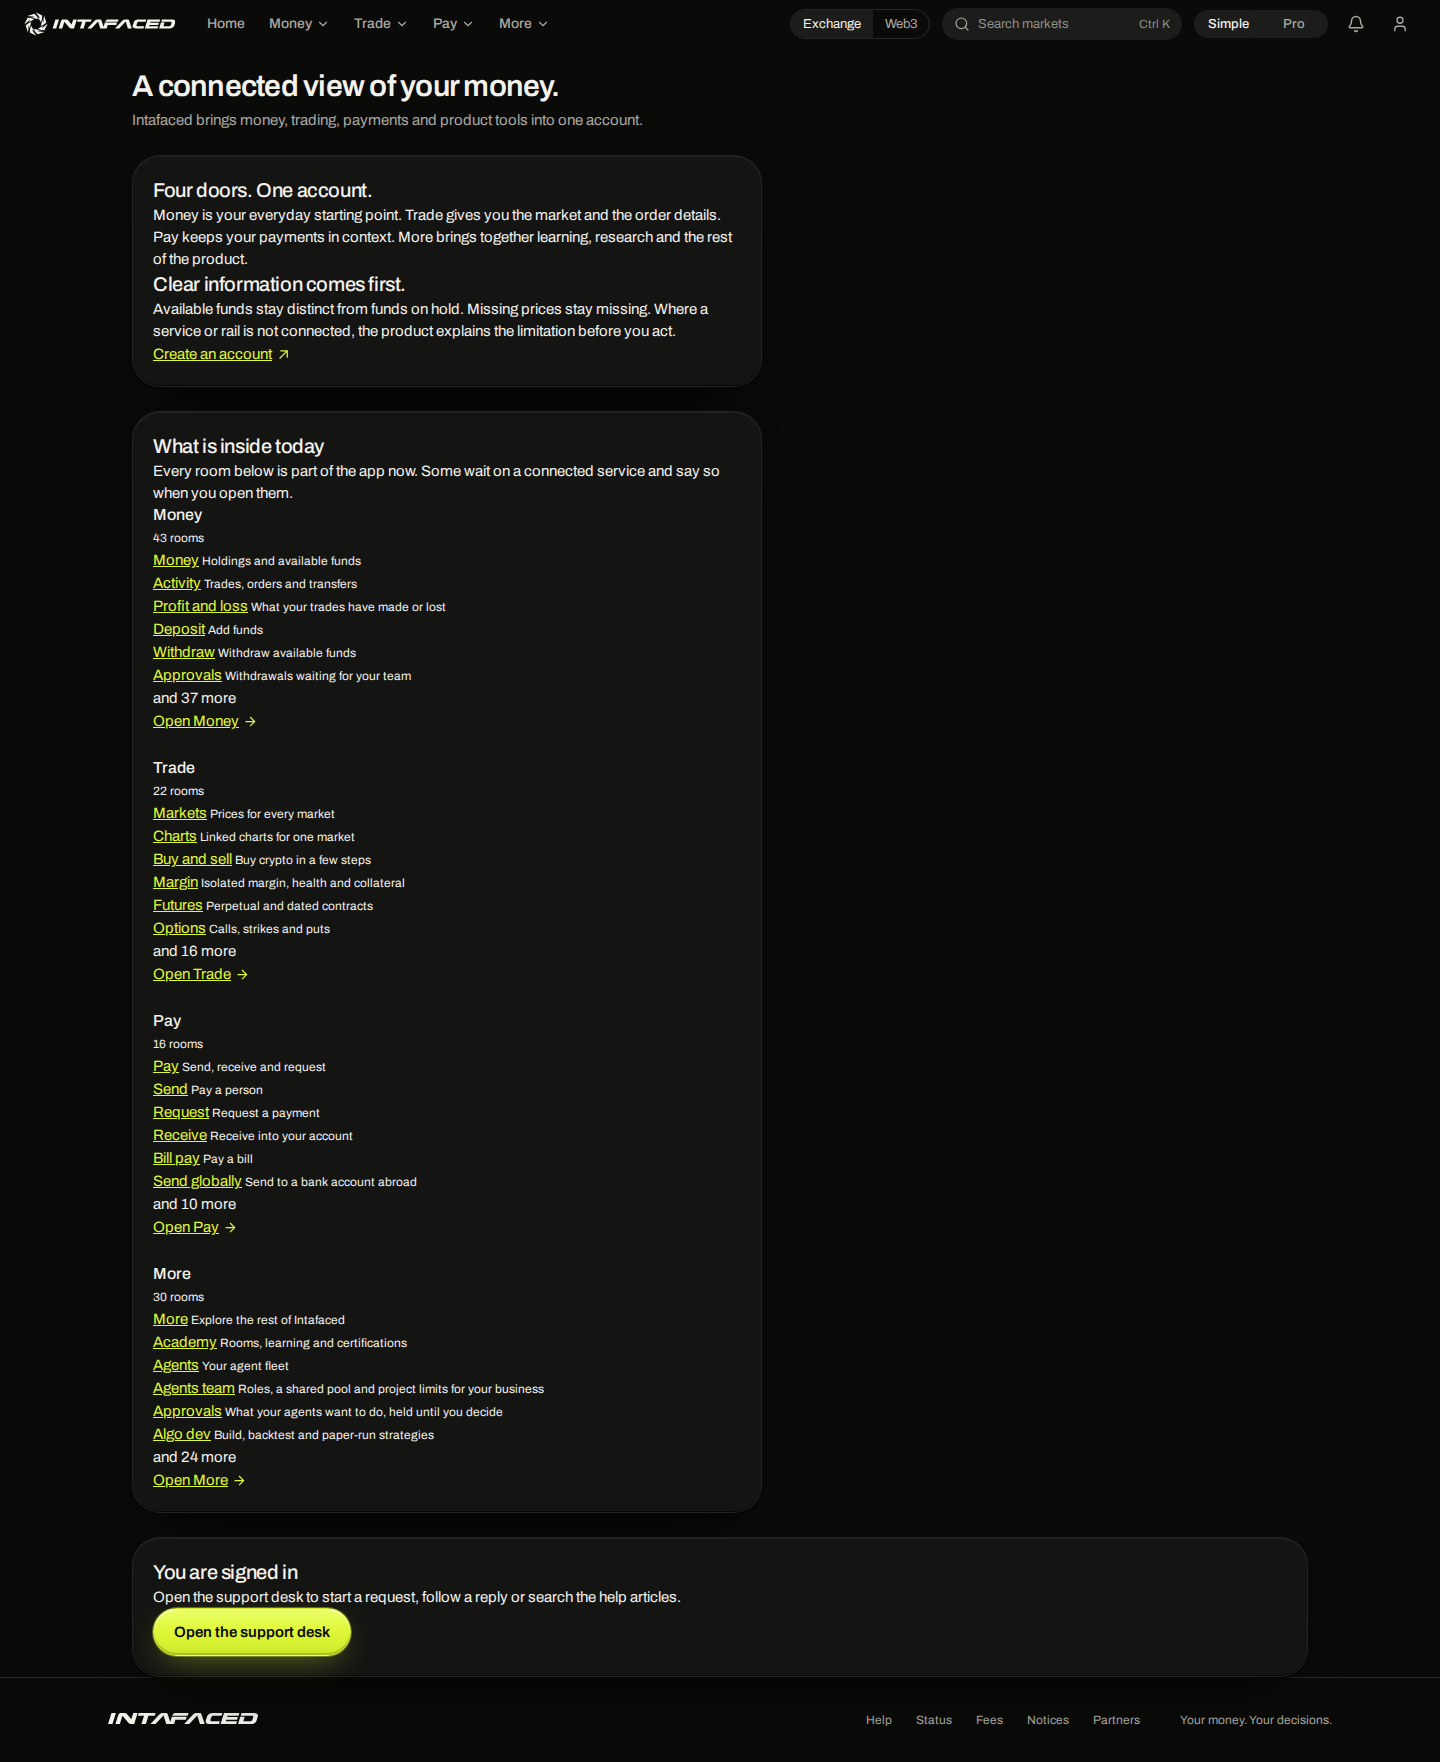 INTAFACED Home Money Trade Pay More Exchange Web3 Search markets Ctrl K Simple Pro
A connected view of your money.
Intafaced brings money, trading, payments and product tools into one account.
Four doors. One account.
Money is your everyday starting point. Trade gives you the market and the order details.
Pay keeps your payments in context. More brings together learning, research and the rest
of the product.
Clear information comes first.
Available funds stay distinct from funds on hold. Missing prices stay missing. Where a
service or rail is not connected, the product explains the limitation before you act.
Create an account
What is inside today
Every room below is part of the app now. Some wait on a connected service and say so
when you open them.
Money
43 rooms
Money Holdings and available funds
Activity Trades, orders and transfers
Profit and loss What your trades have made or lost
Deposit Add funds
Withdraw Withdraw available funds
Approvals Withdrawals waiting for your team
and 37 more
Open Money
Trade
22 rooms
Markets Prices for every market
Charts Linked charts for one market
Buy and sell Buy crypto in a few steps
Margin Isolated margin, health and collateral
Futures Perpetual and dated contracts
Options Calls, strikes and puts
and 16 more
Open Trade
Pay
16 rooms
Pay Send, receive and request
Send Pay a person
Request Request a payment
Receive Receive into your account
Bill pay Pay a bill
Send globally Send to a bank account abroad
and 10 more
Open Pay
More
30 rooms
More Explore the rest of Intafaced
Academy Rooms, learning and certifications
Agents Your agent fleet
Agents team Roles, a shared pool and project limits for your business
Approvals What your agents want to do, held until you decide
Algo dev Build, backtest and paper-run strategies
and 24 more
Open More
You are signed in
Open the support desk to start a request, follow a reply or search the help articles.
Open the support desk
INTAFACED Help Status Fees Notices Partners Your money. Your decisions.